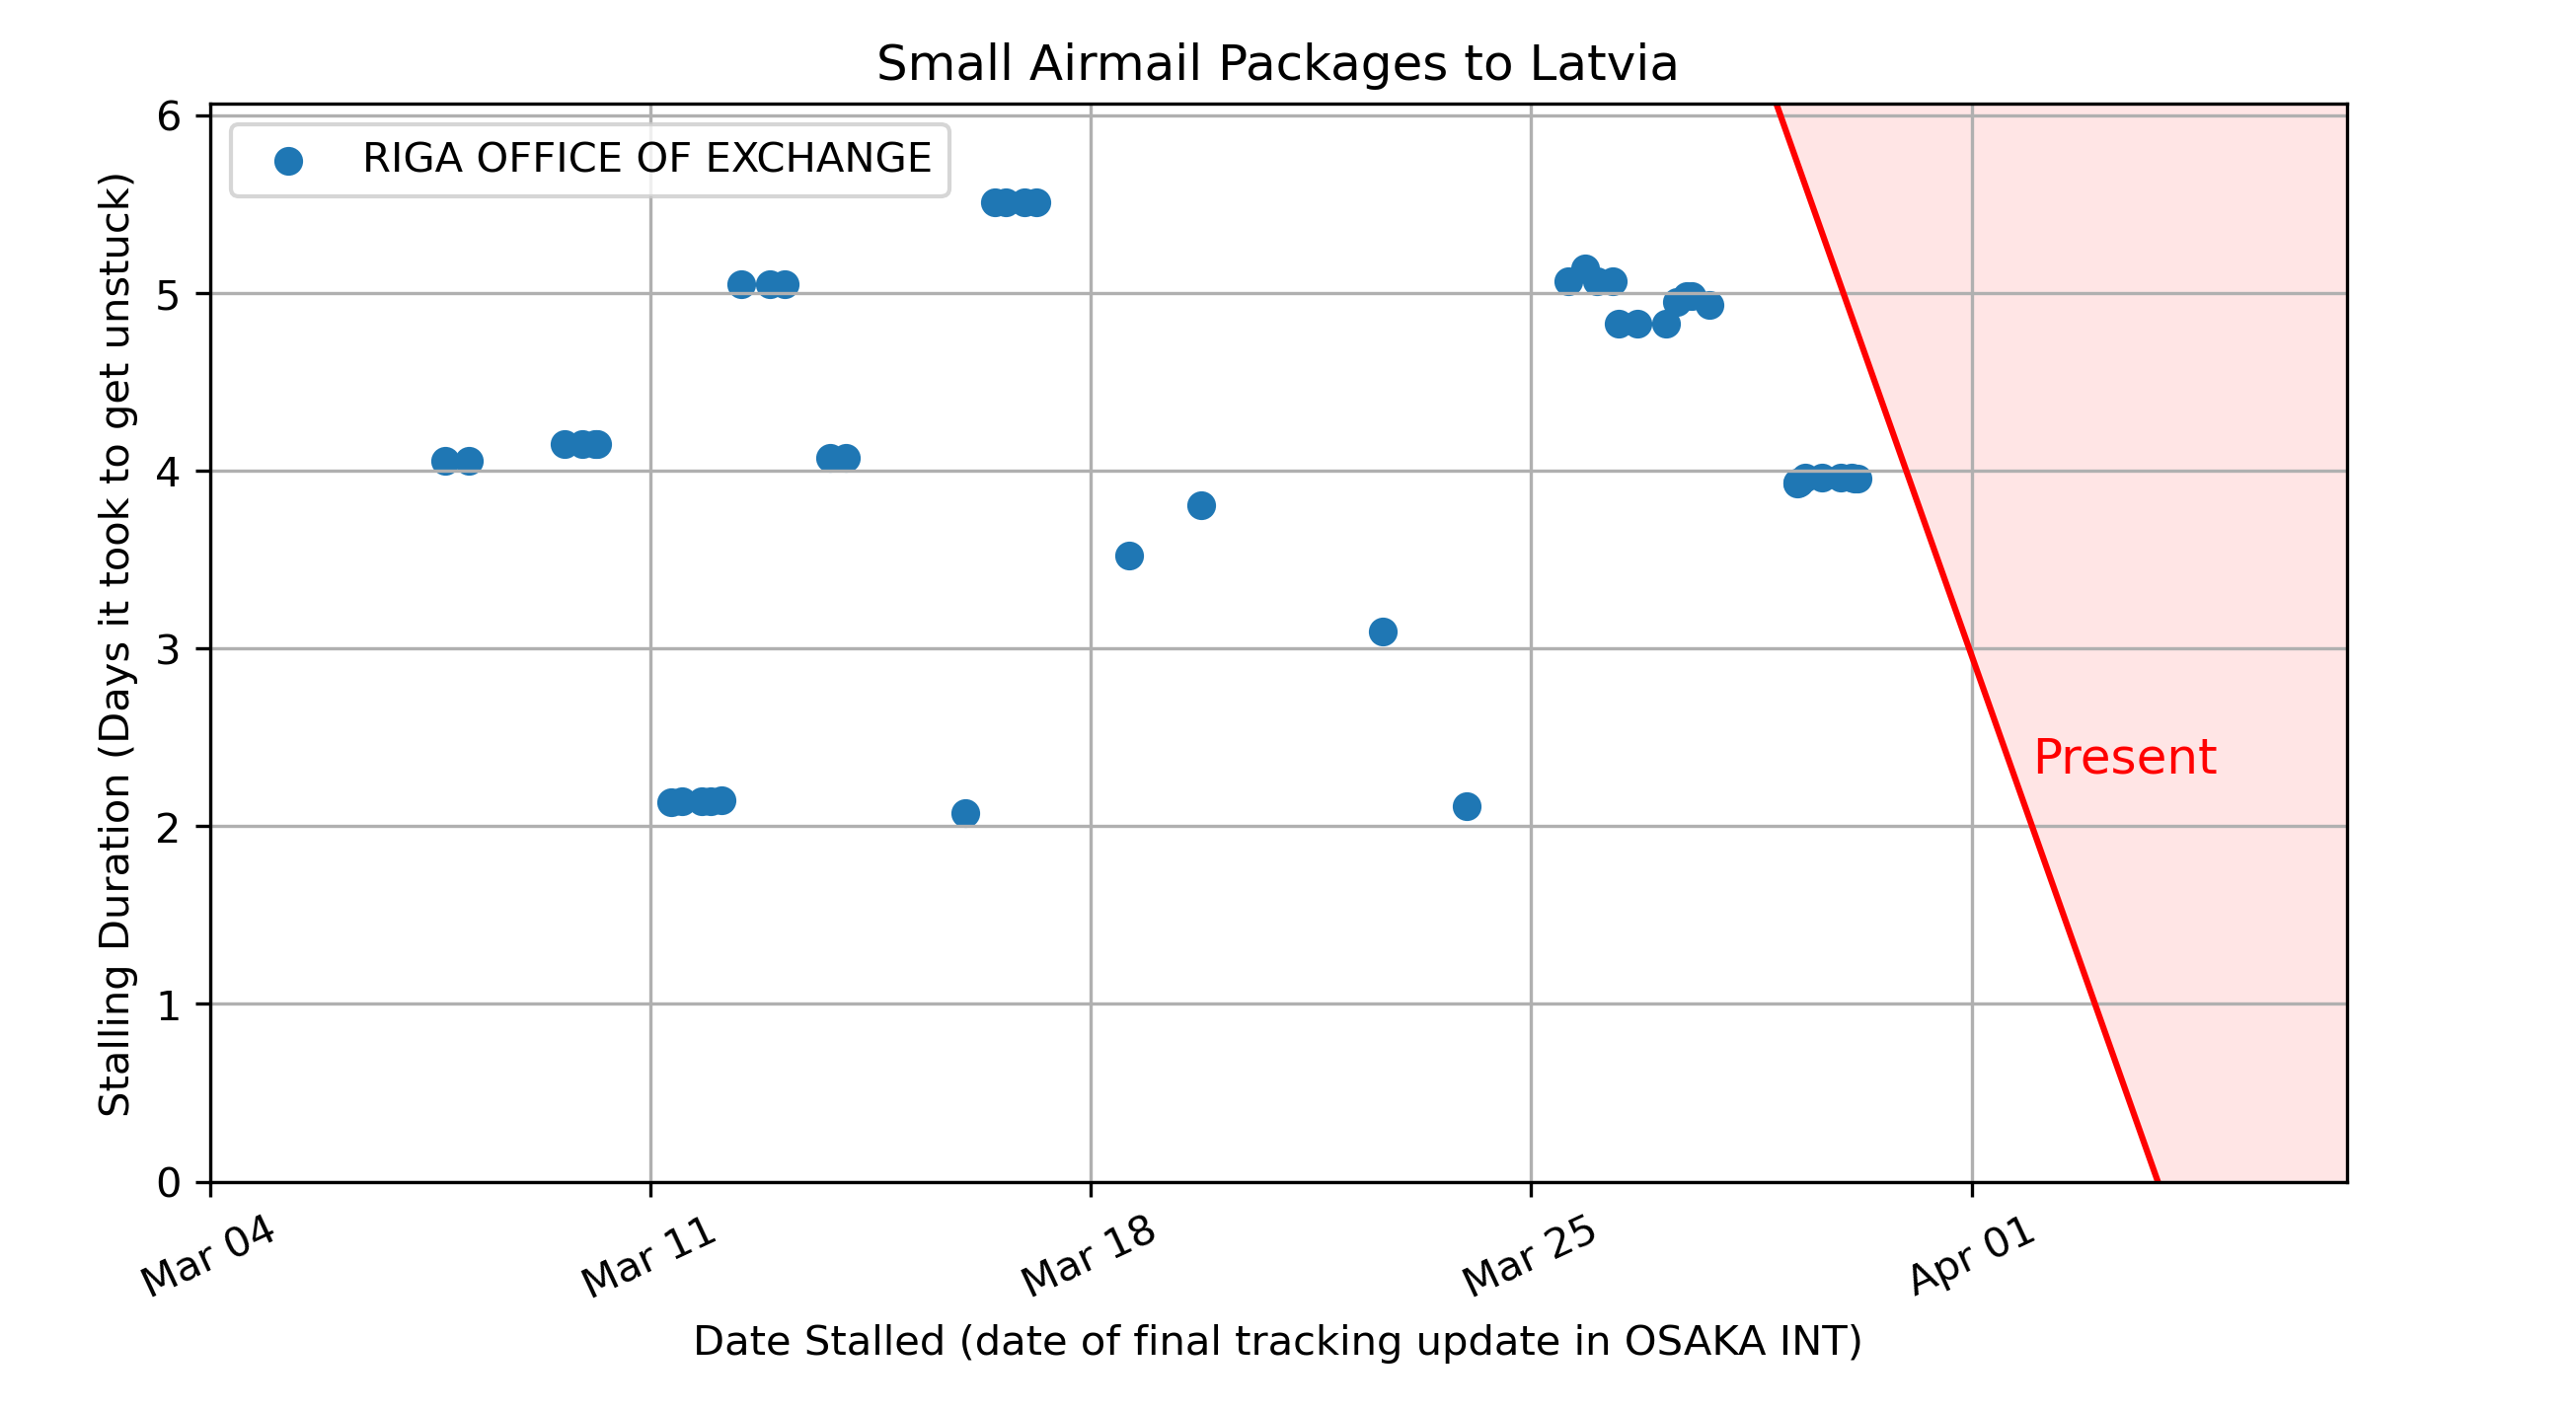 Small Airmail Packages to Latvia
RIGA OFFICE OF EXCHANGE
Stalling Duration (Days it took to get unstuck)
6
5
4
3
2
1
0
Present
Mar 04
Mar 11
Mar 18
Mar 25
Apr 01
Date Stalled (date of final tracking update in OSAKA INT)